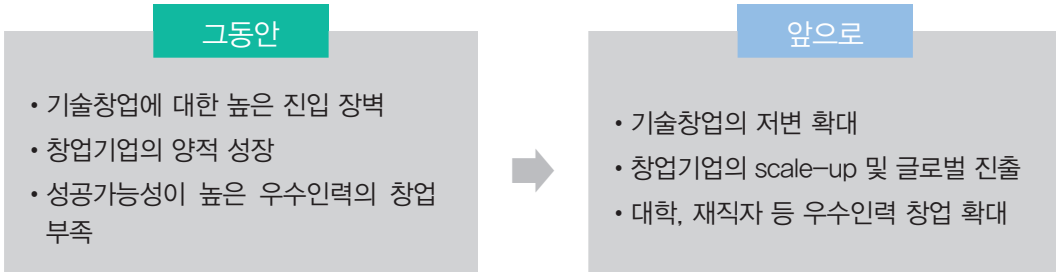 그동안
• 기술창업에 대한 높은 진입 장벽
• 창업기업의 양적 성장
• 성공가능성이 높은 우수인력의 창업
부족
앞으로
• 기술창업의 저변 확대
• 창업기업의 scale-up 및 글로벌 진출
• 대학, 재직자 등 우수인력 창업 확대